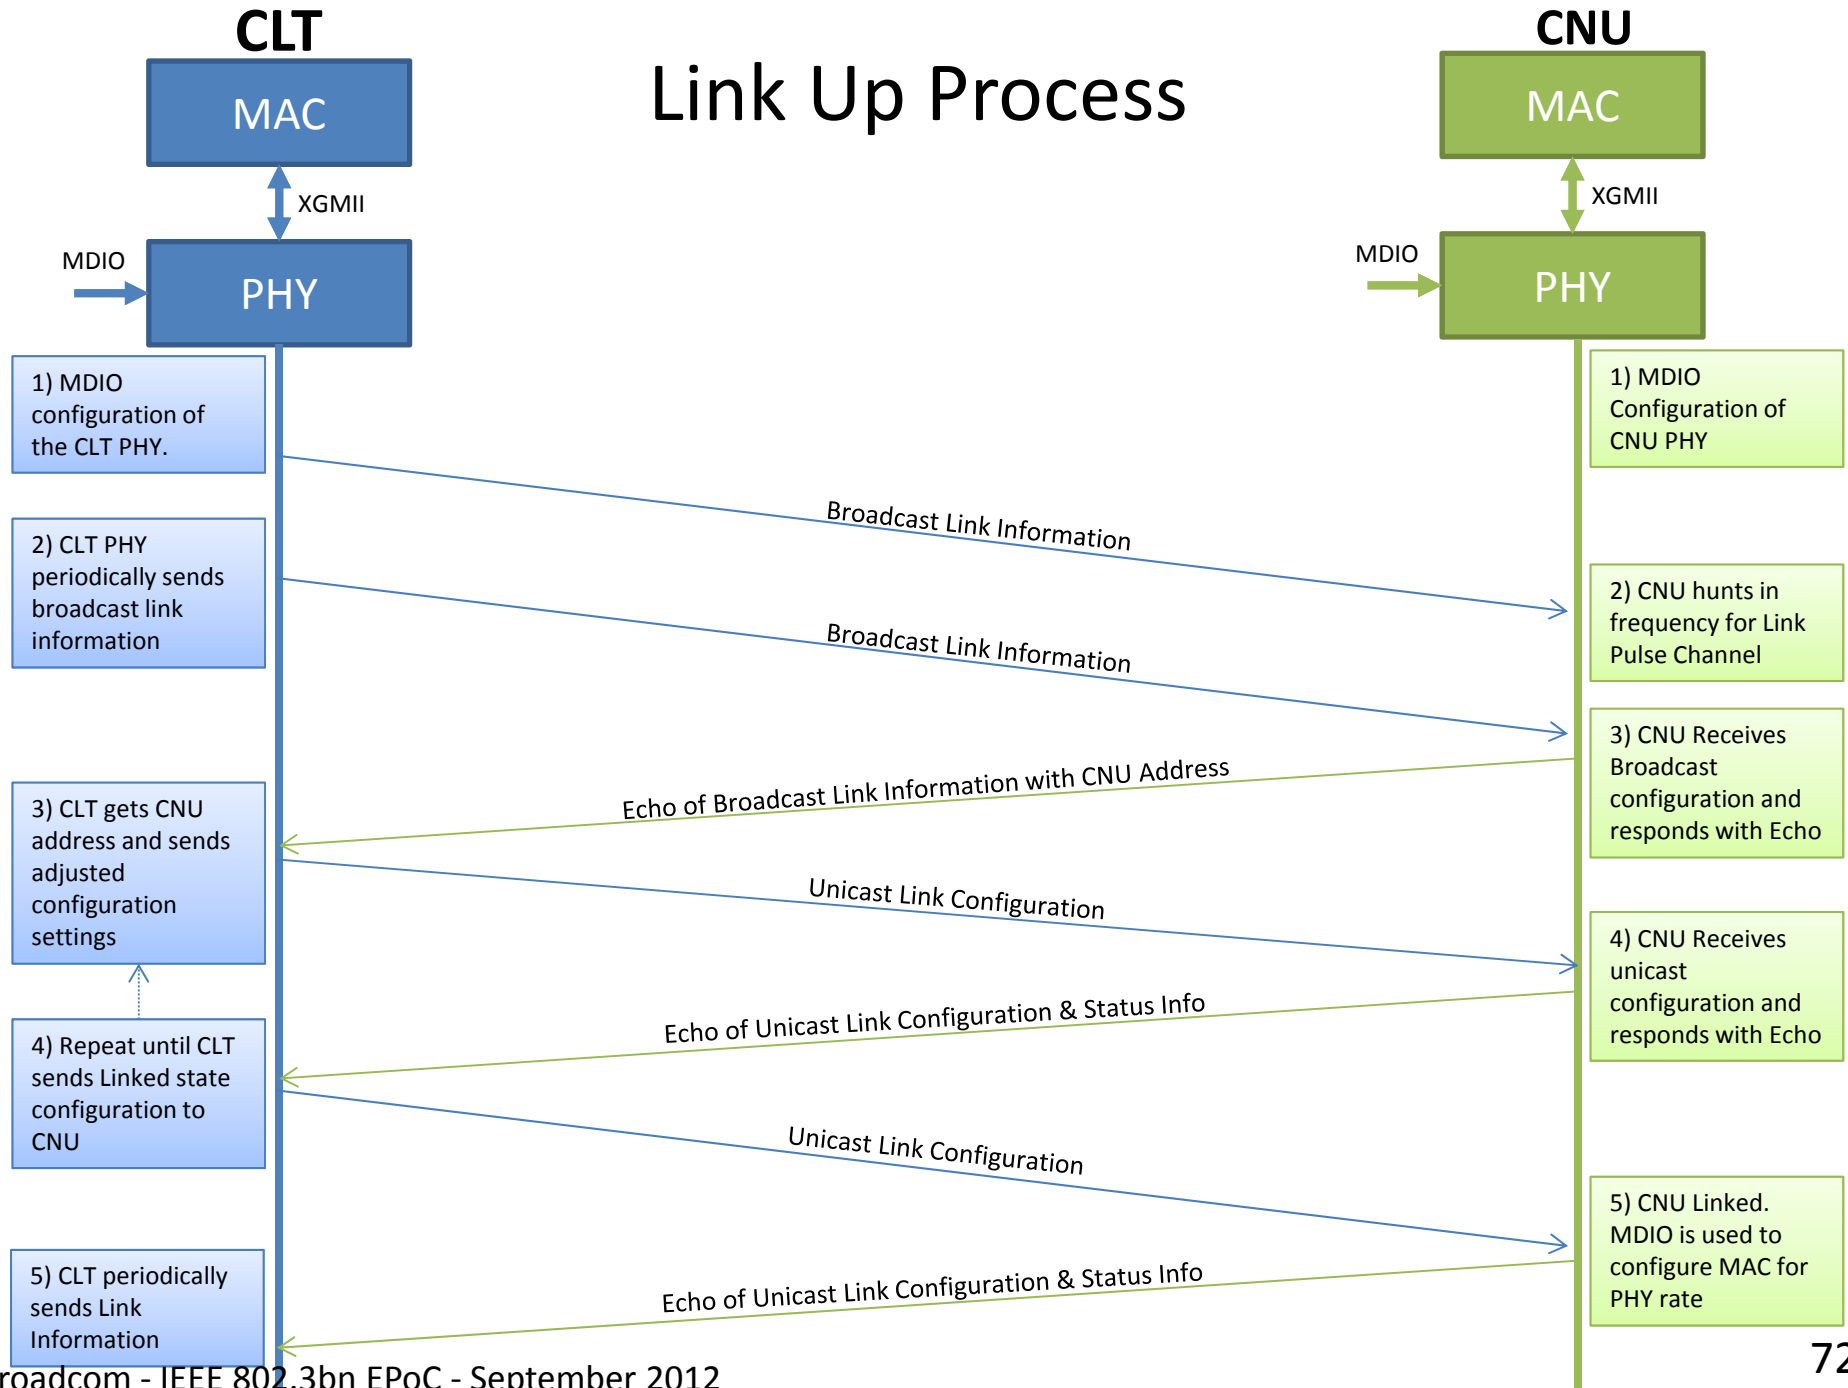 CLT
CNU
Link Up Process
MAC
MAC
XGMII
XGMII
MDIO
MDIO
PHY
PHY
1) MDIO
configuration of
the CLT PHY.
1) MDIO
Configuration of
CNU PHY
Broadcast Link Information
2) CLT PHY
periodically sends
broadcast link
information
2) CNU hunts in
frequency for Link
Pulse Channel
Broadcast Link Information
3) CNU Receives
Broadcast
configuration and
responds with Echo
Echo of Broadcast Link Information with CNU Address
3) CLT gets CNU
address and sends
adjusted
configuration
settings
Unicast Link Configuration
4) CNU Receives
unicast
configuration and
responds with Echo
Echo of Unicast Link Configuration & Status Info
4) Repeat until CLT
sends Linked state
configuration to
CNU
Unicast Link Configuration
5) CNU Linked.
MDIO is used to
configure MAC for
PHY rate
Echo of Unicast Link Configuration & Status Info
5) CLT periodically
sends Link
Information
roadcom - IEEE 802.3bn EPoC - September 2012
72